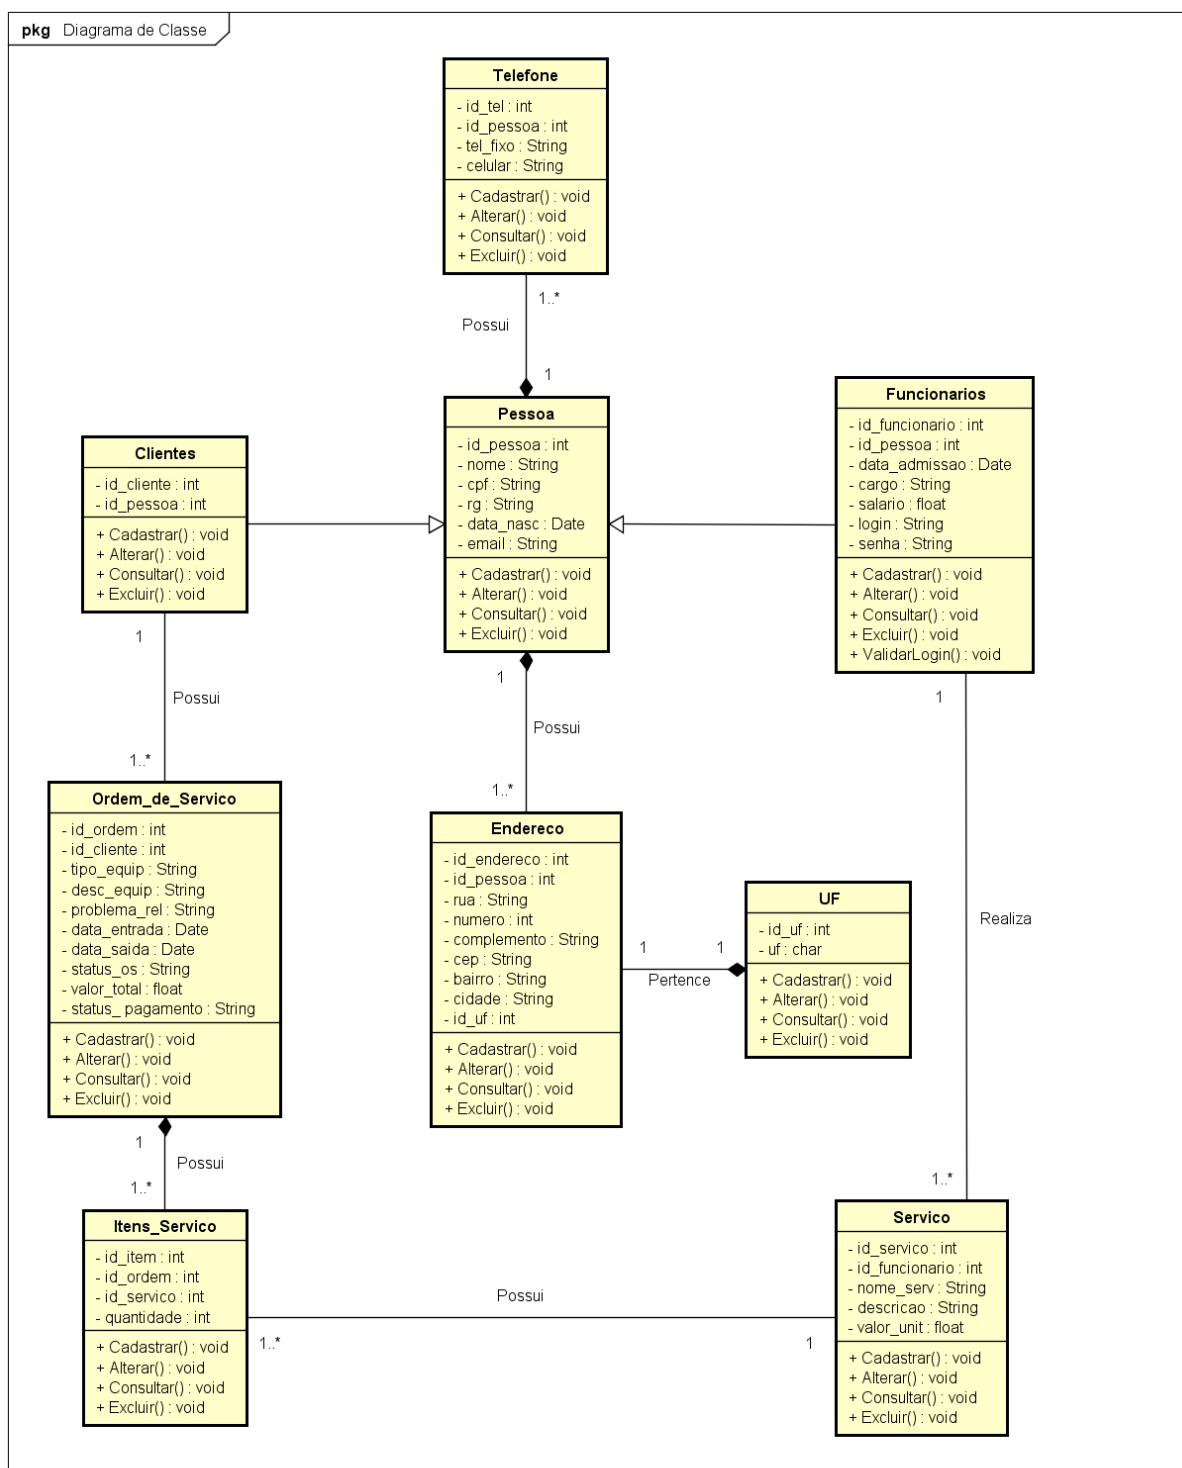 pkg Diagrama de Classe
Telefone
- id_tel : int
- id_pessoa : int
- tel_fixo : String
- celular : String
+ Cadastrar() : void
+ Alterar() : void
+ Consultar() : void
+ Excluir() : void
1..*
Possui
1
Pessoa
- id_pessoa : int
- nome : String
- cpf : String
- rg : String
- data_nasc : Date
- email : String
+ Cadastrar() : void
+ Alterar() : void
+ Consultar() : void
+ Excluir() : void
Funcionarios
- id_funcionario : int
- id_pessoa : int
- data_admissao : Date
- cargo : String
- salario : float
- login : String
- senha : String
+ Cadastrar() : void
+ Alterar() : void
+ Consultar() : void
+ Excluir() : void
+ ValidarLogin() : void
Clientes
- id_cliente : int
- id_pessoa : int
+ Cadastrar() : void
+ Alterar() : void
+ Consultar() : void
+ Excluir() : void
1
Possui
1..*
1
Possui
1..*
1
Realiza
1..*
Ordem_de_Servico
- id_ordem : int
- id_cliente : int
- tipo_equip : String
- desc_equip : String
- problema_rel : String
- data_entrada : Date
- data_saida : Date
- status_os : String
- valor_total : float
- status_ pagamento : String
+ Cadastrar() : void
+ Alterar() : void
+ Consultar() : void
+ Excluir() : void
Endereco
- id_endereco : int
- id_pessoa : int
- rua : String
- numero : int
- complemento : String
- cep : String
- bairro : String
- cidade : String
- id_uf : int
+ Cadastrar() : void
+ Alterar() : void
+ Consultar() : void
+ Excluir() : void
1
1
Pertence
UF
- id_uf : int
- uf : char
+ Cadastrar() : void
+ Alterar() : void
+ Consultar() : void
+ Excluir() : void
1
Possui
1..*
Itens_Servico
- id_item : int
- id_ordem : int
- id_servico : int
- quantidade : int
+ Cadastrar() : void
+ Alterar() : void
+ Consultar() : void
+ Excluir() : void
Possui
1..*
1
Servico
- id_servico : int
- id_funcionario : int
- nome_serv : String
- descricao : String
- valor_unit : float
+ Cadastrar() : void
+ Alterar() : void
+ Consultar() : void
+ Excluir() : void